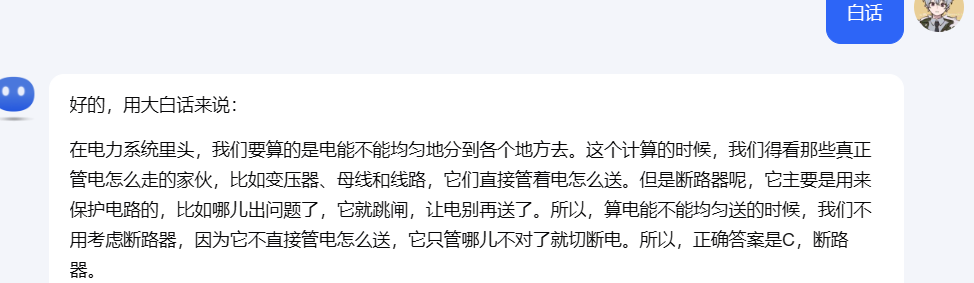 白话
好的，用大白话来说：
在电力系统里头，我们要算的是电能不能均匀地分到各个地方去。这个计算的时候，我们得看那些真正
管电怎么走的家伙，比如变压器、母线和线路，它们直接管着电怎么送。但是断路器呢，它主要是用来
保护电路的，比如哪儿出问题了，它就跳闸，让电别再送了。所以，算电能不能均匀送的时候，我们不
用考虑断路器，因为它不直接管电怎么送，它只管哪儿不对了就切断电。所以，正确答案是C，断路
器。